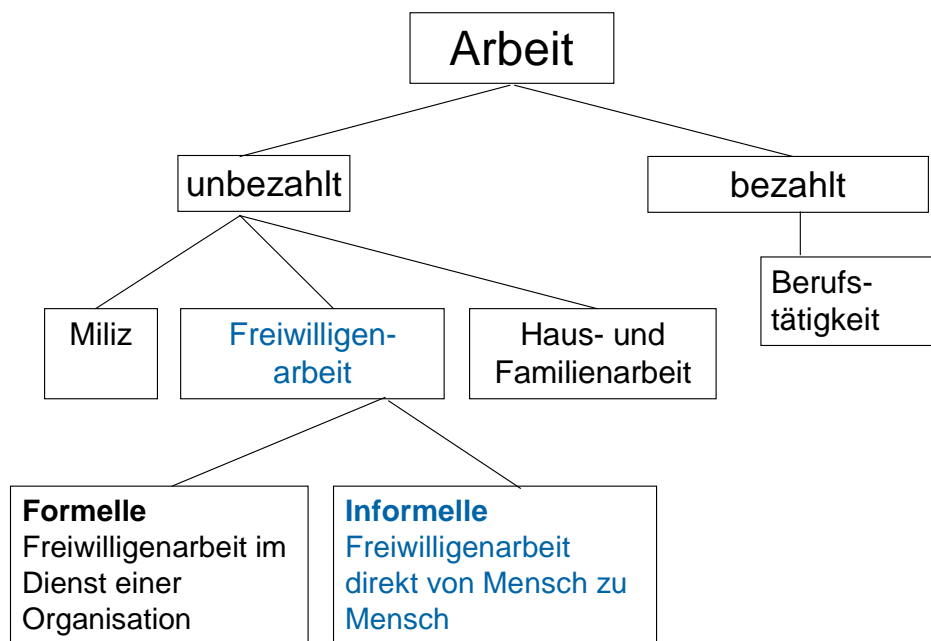 Arbeit
unbezahlt
bezahlt
Berufs-
tätigkeit
Miliz
Freiwilligen-
arbeit
Haus- und
Familienarbeit
Formelle
Freiwilligenarbeit im
Dienst einer
Organisation
Informelle
Freiwilligenarbeit
direkt von Mensch zu
Mensch